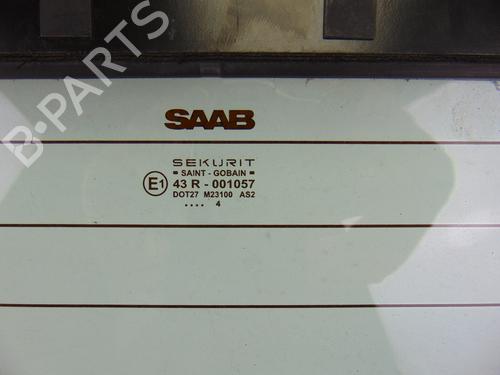 SAAB
SEKURIT
= SAINT - GOBAIN =
E1 43 R - 001057
DOT27 M23100 AS2
.... 4
B-PARTS